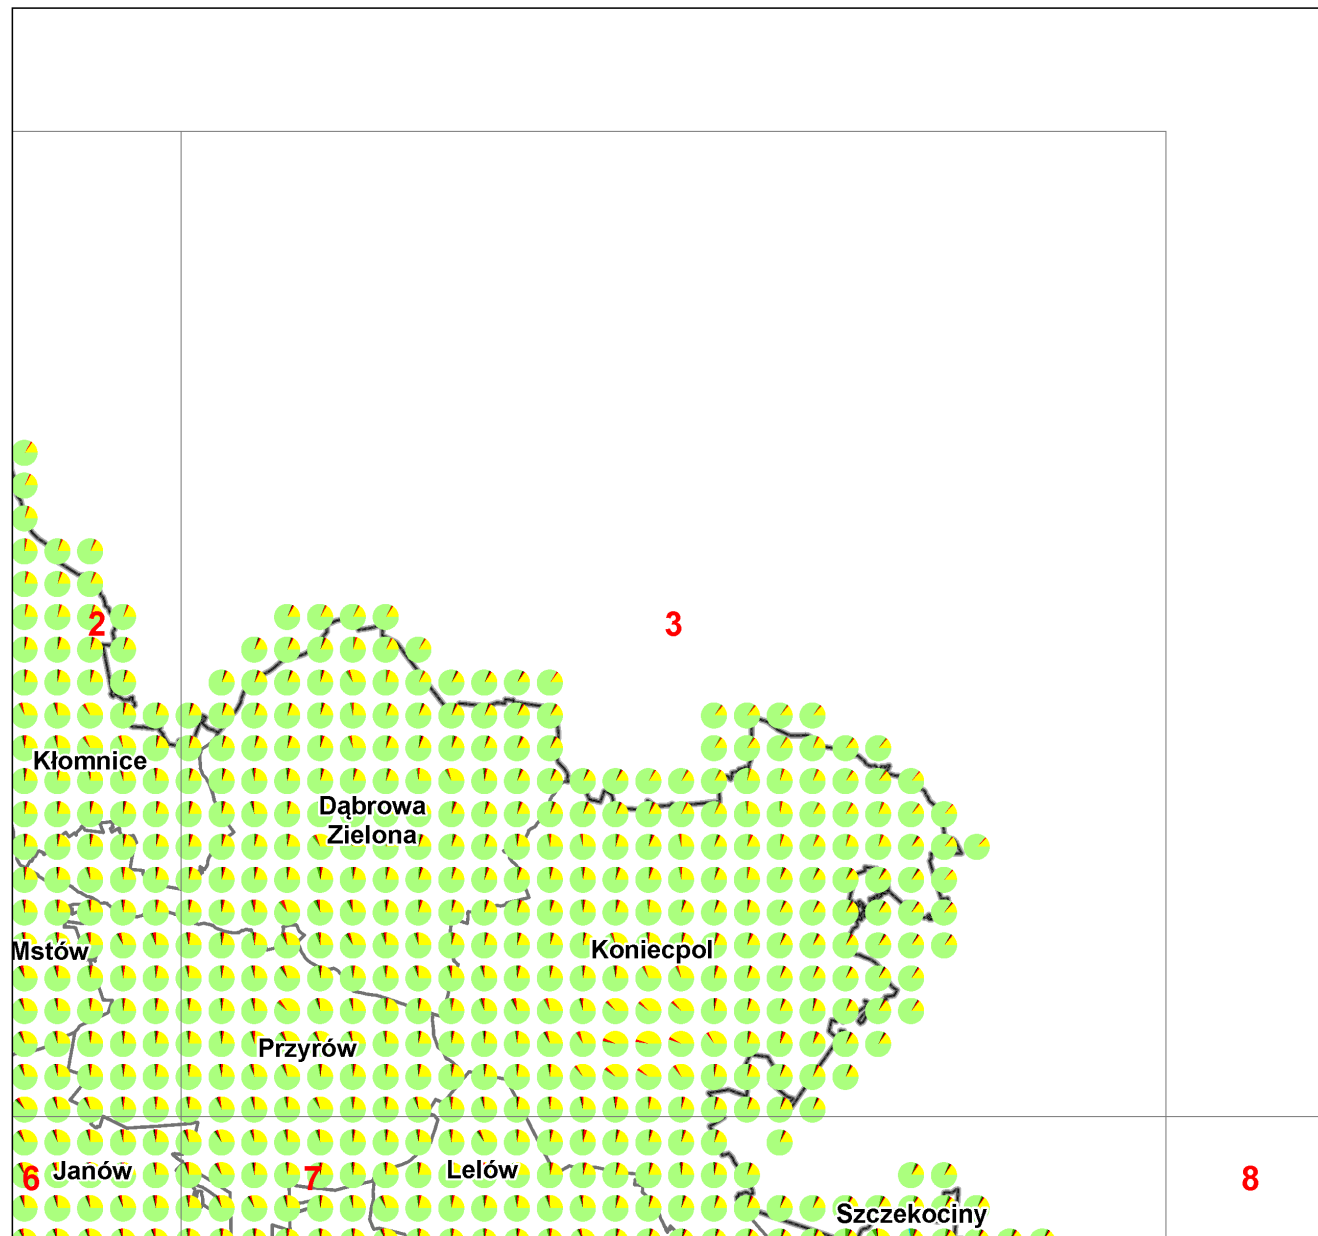 2
3
Kłomnice
Dąbrowa
Zielona
Mstów
Koniecpol
Przyrów
6
Janów
7
Lelów
8
Szczekociny